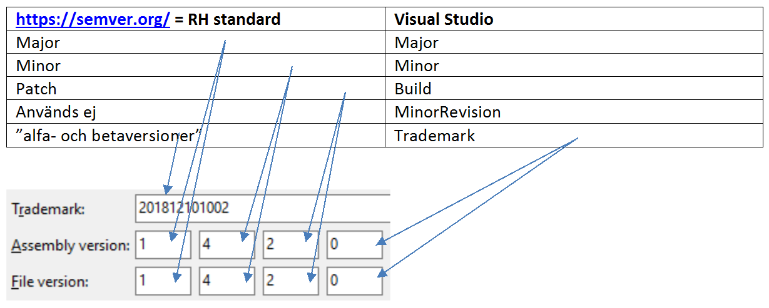 https://semver.org/ = RH standard Visual Studio
Major Major
Minor Minor
Patch Build
Används ej MinorRevision
”alfa- och betaversioner” Trademark
Trademark: 201812101002
Assembly version: 1 4 2 0
File version: 1 4 2 0